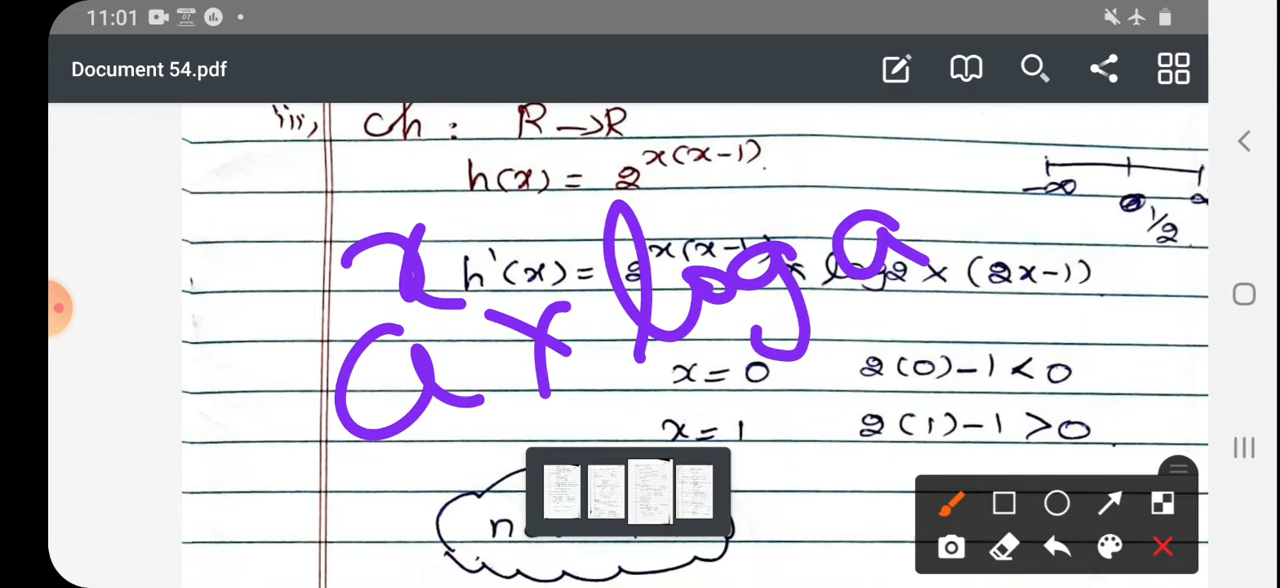 11:01
Document 54.pdf
iii, h : R → R
h(x) = 2^x(x-1).
-∞ 0 1/2
h'(x) = 2^x(x-1) × log2 × (2x-1)
a^x × log a
x = 0 2(0)-1 < 0
x = 1 2(1)-1 > 0
n